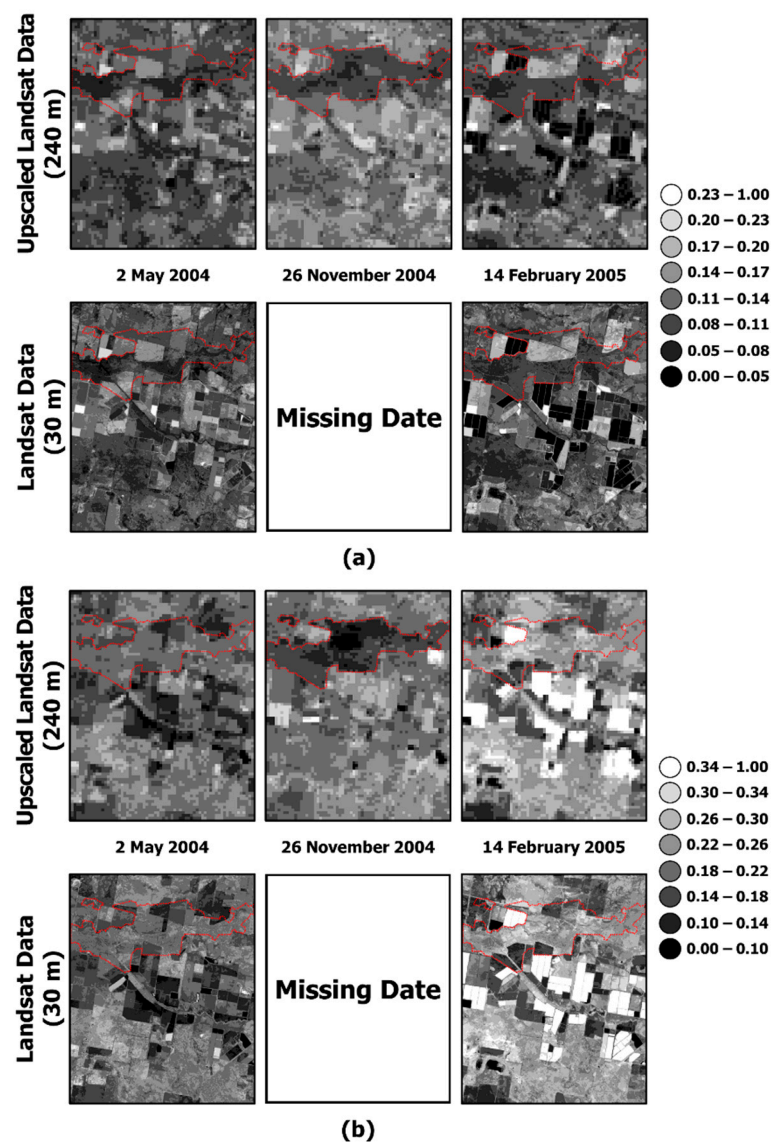 Upscaled Landsat Data
(240 m)
2 May 2004
26 November 2004
14 February 2005
Landsat Data
(30 m)
Missing Date
0.23 – 1.00
0.20 – 0.23
0.17 – 0.20
0.14 – 0.17
0.11 – 0.14
0.08 – 0.11
0.05 – 0.08
0.00 – 0.05
(a)
Upscaled Landsat Data
(240 m)
2 May 2004
26 November 2004
14 February 2005
Landsat Data
(30 m)
Missing Date
0.34 – 1.00
0.30 – 0.34
0.26 – 0.30
0.22 – 0.26
0.18 – 0.22
0.14 – 0.18
0.10 – 0.14
0.00 – 0.10
(b)